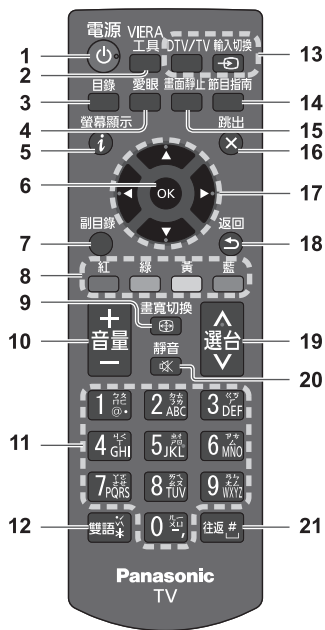 電源 VIERA
工具
DTV/TV 輸入切換
1
2
13
目錄
愛眼
畫面靜止
節目指南
3
14
4
15
螢幕顯示
跳出
i
5
16
6
OK
17
副目錄
返回
7
18
紅
綠
黃
藍
8
9
畫寬切換
+
音量
−
選台
10
19
靜音
20
1 ㄅㄆㄇ @.
2 ABC
3 DEF
11
4 GHI
5 JKL
6 MNO
7 PQRS
8 TUV
9 WXYZ
12
雙語 *
0
往返 #
21
Panasonic
TV